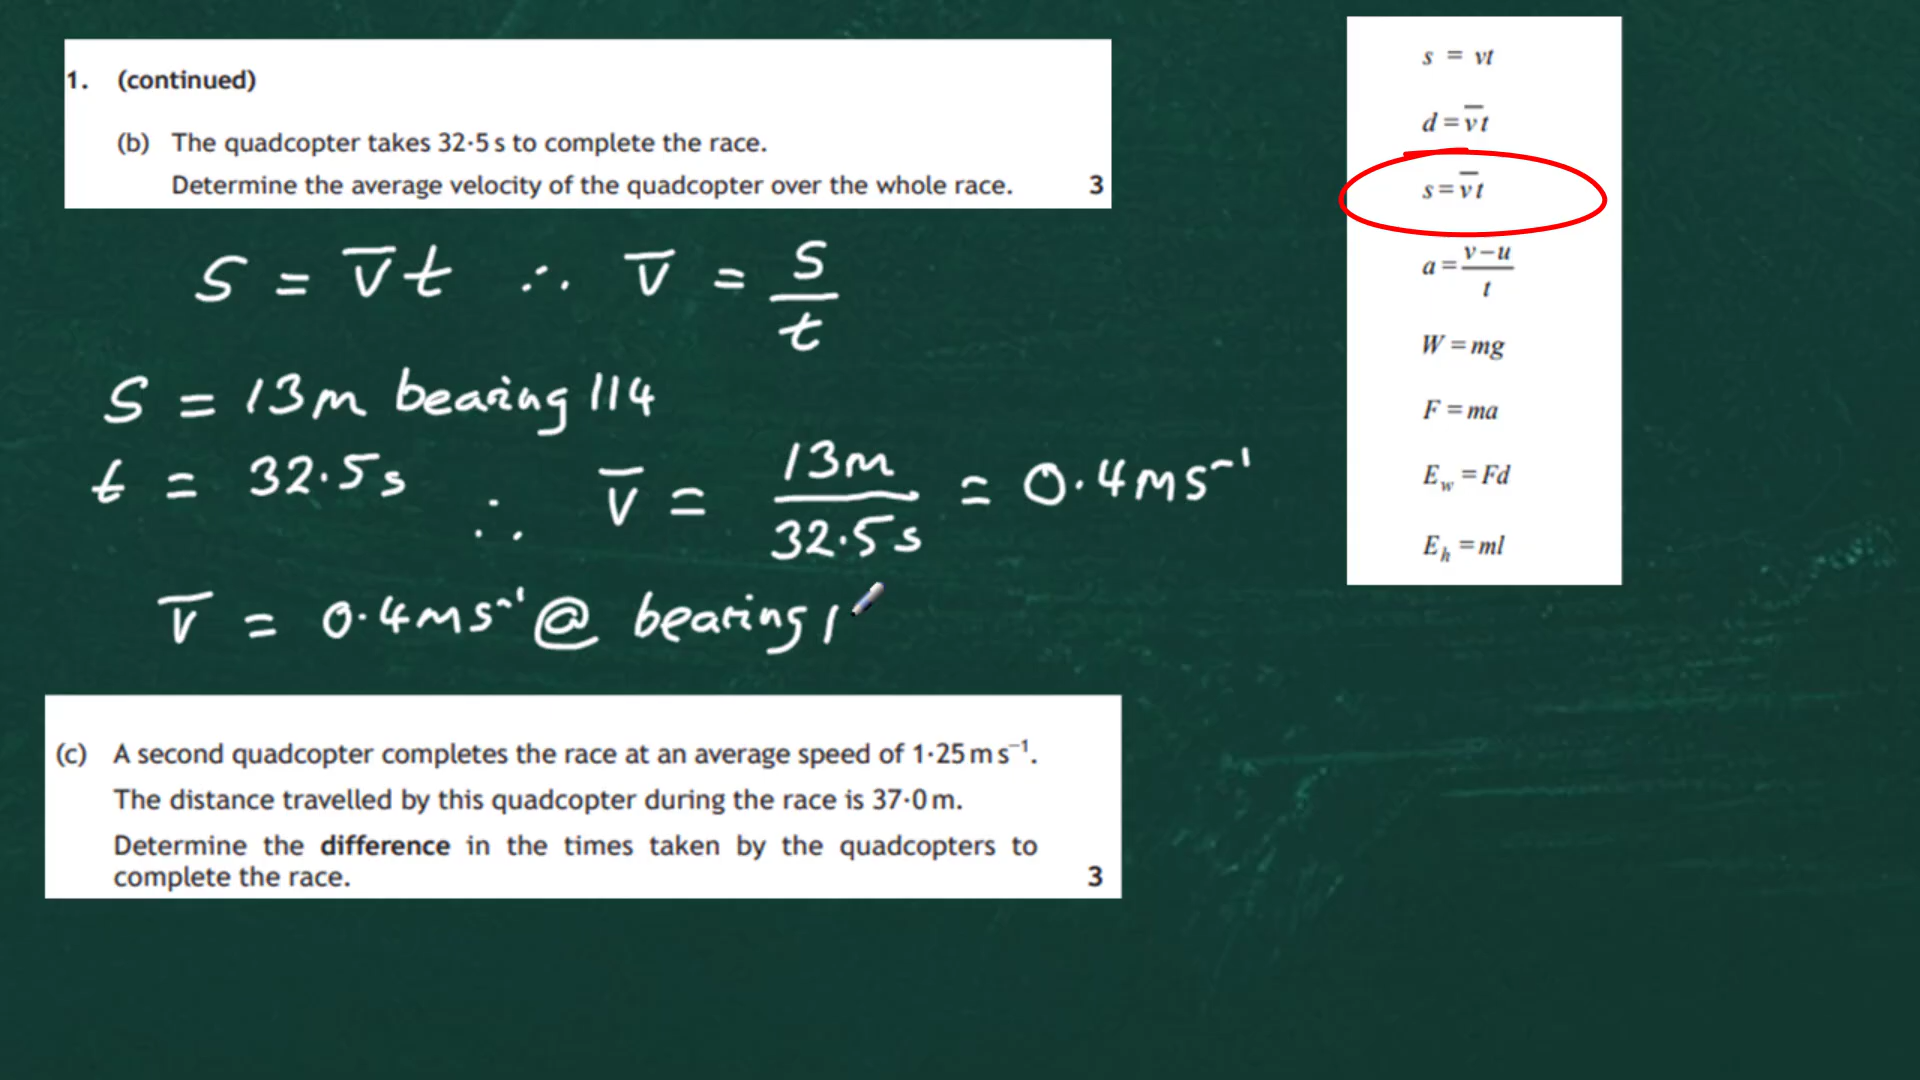 1. (continued)
(b) The quadcopter takes 32·5 s to complete the race.
Determine the average velocity of the quadcopter over the whole race. 3
s = v̅t ∴ v̅ = s/t
s = 13m bearing 114
t = 32.5s ∴ v̅ = 13m/32.5s = 0.4ms⁻¹
v̅ = 0.4ms⁻¹ @ bearing 1
(c) A second quadcopter completes the race at an average speed of 1·25 m s⁻¹.
The distance travelled by this quadcopter during the race is 37·0 m.
Determine the difference in the times taken by the quadcopters to
complete the race. 3
s = vt
d = v̅t
s = v̅t
a = (v−u)/t
W = mg
F = ma
E_w = Fd
E_h = ml